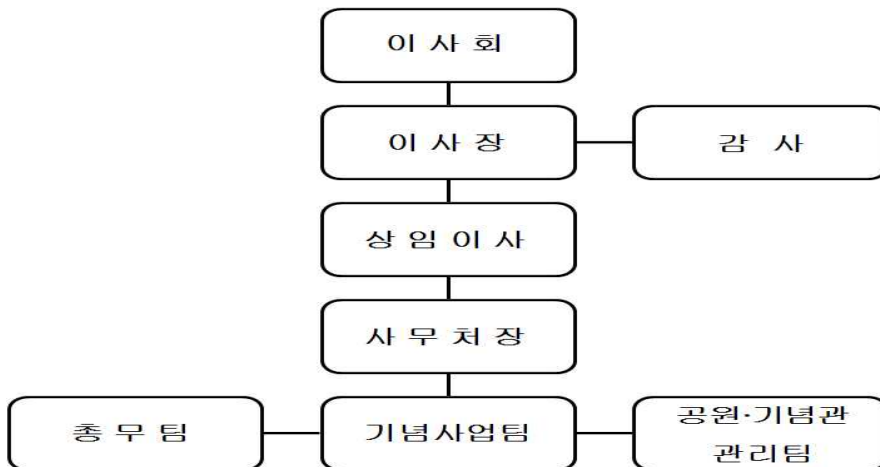 이 사 회
이 사 장
감 사
상 임 이 사
사 무 처 장
총 무 팀
기념사업팀
공원·기념관
관리팀